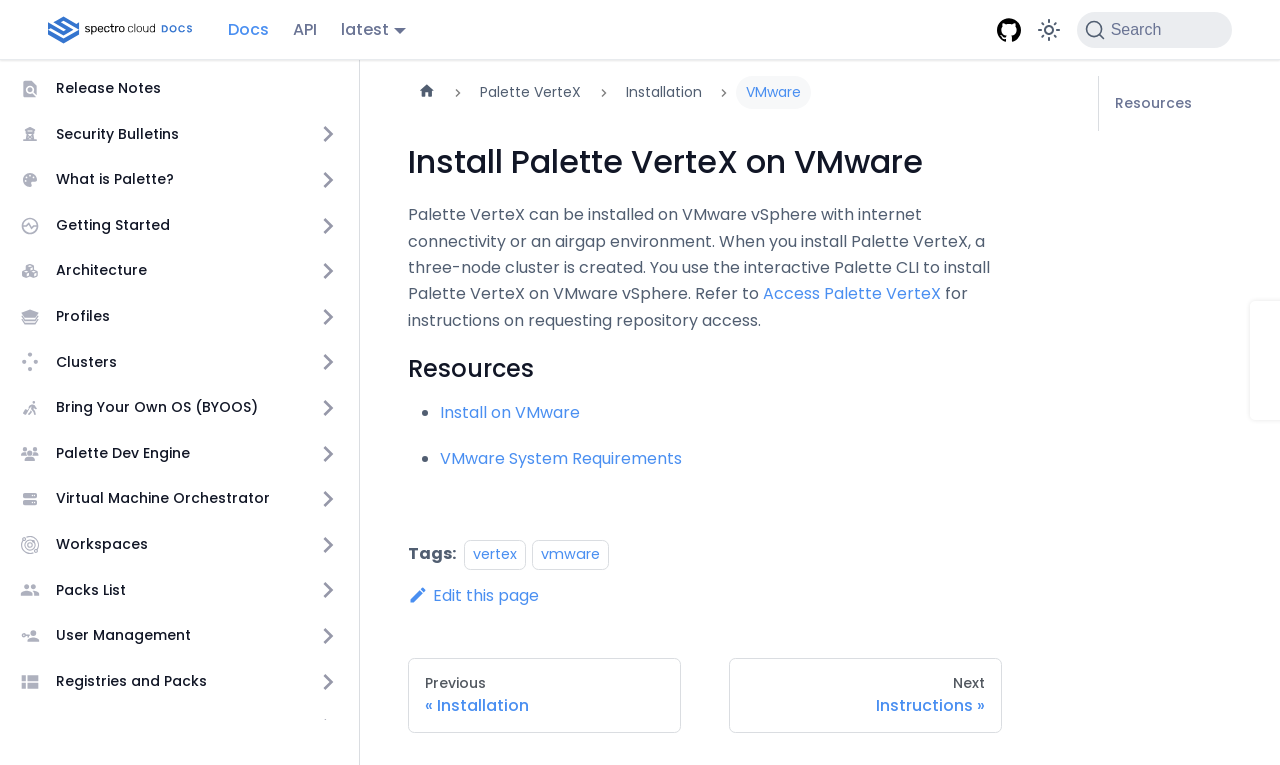 spectro cloud DOCS
Docs
API
latest
Search
Release Notes
Security Bulletins
What is Palette?
Getting Started
Architecture
Profiles
Clusters
Bring Your Own OS (BYOOS)
Palette Dev Engine
Virtual Machine Orchestrator
Workspaces
Packs List
User Management
Registries and Packs
Palette VerteX
Installation
VMware
Install Palette VerteX on VMware
Palette VerteX can be installed on VMware vSphere with internet
connectivity or an airgap environment. When you install Palette VerteX, a
three-node cluster is created. You use the interactive Palette CLI to install
Palette VerteX on VMware vSphere. Refer to Access Palette VerteX for
instructions on requesting repository access.
Resources
Install on VMware
VMware System Requirements
Tags: vertex vmware
Edit this page
Previous
« Installation
Next
Instructions »
Resources